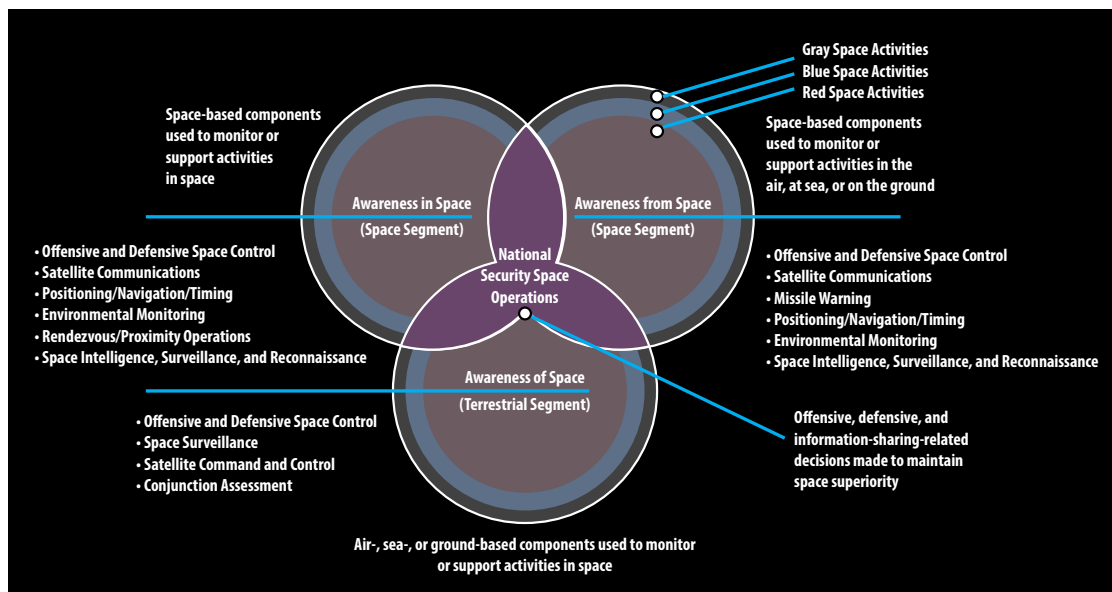 Gray Space Activities
Blue Space Activities
Red Space Activities
Space-based components
used to monitor or
support activities
in space
Space-based components
used to monitor or
support activities in the
air, at sea, or on the ground
Awareness in Space
(Space Segment)
Awareness from Space
(Space Segment)
National
Security Space
Operations
• Offensive and Defensive Space Control
• Satellite Communications
• Positioning/Navigation/Timing
• Environmental Monitoring
• Rendezvous/Proximity Operations
• Space Intelligence, Surveillance, and Reconnaissance
• Offensive and Defensive Space Control
• Satellite Communications
• Missile Warning
• Positioning/Navigation/Timing
• Environmental Monitoring
• Space Intelligence, Surveillance, and Reconnaissance
Awareness of Space
(Terrestrial Segment)
• Offensive and Defensive Space Control
• Space Surveillance
• Satellite Command and Control
• Conjunction Assessment
Offensive, defensive, and
information-sharing-related
decisions made to maintain
space superiority
Air-, sea-, or ground-based components used to monitor
or support activities in space